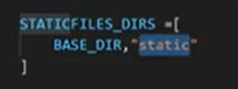 STATICFILES_DIRS =[
BASE_DIR,"static"
]